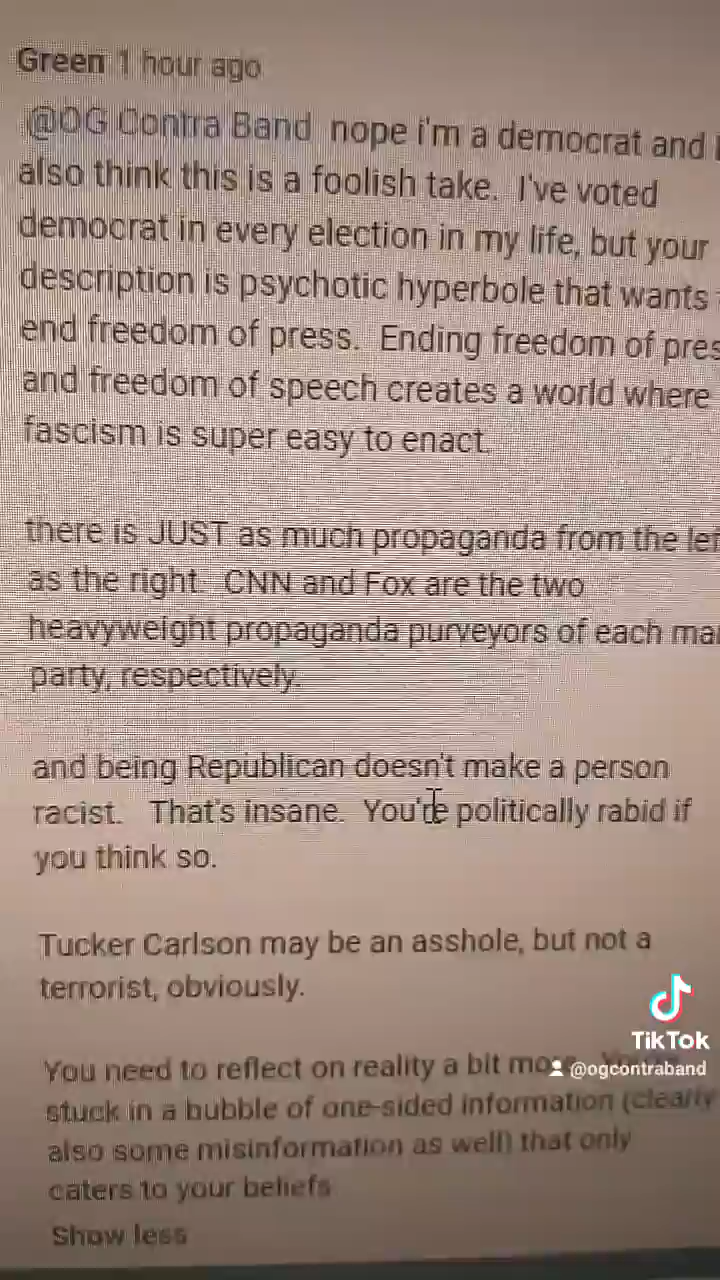 Green 1 hour ago
@OG Contra Band nope i'm a democrat and I
also think this is a foolish take. I've voted
democrat in every election in my life, but your
description is psychotic hyperbole that wants
end freedom of press. Ending freedom of pres
and freedom of speech creates a world where
fascism is super easy to enact.
there is JUST as much propaganda from the lef
as the right. CNN and Fox are the two
heavyweight propaganda purveyors of each mai
party, respectively.
and being Republican doesn't make a person
racist. That's insane. You're politically rabid if
you think so.
Tucker Carlson may be an asshole, but not a
terrorist, obviously.
You need to reflect on reality a bit more.
stuck in a bubble of one-sided information (clearly
also some misinformation as well) that only
caters to your beliefs
Show less
TikTok
@ogcontraband